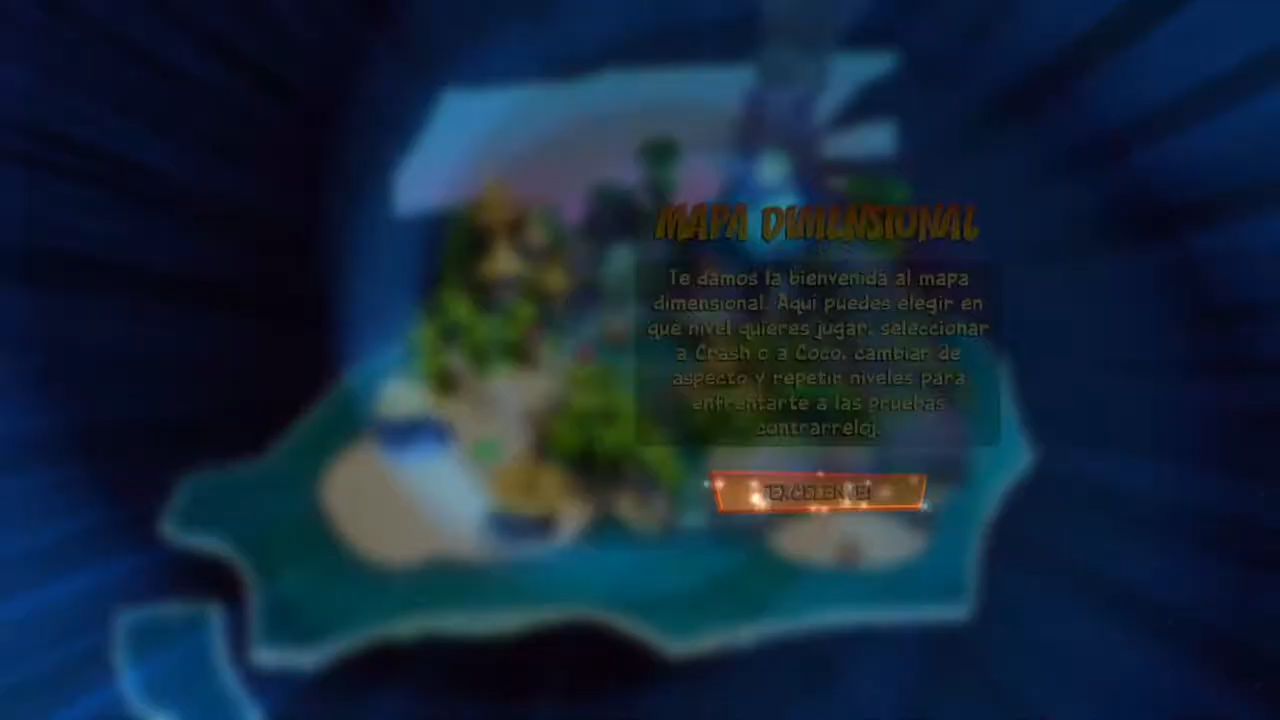 MAPA DIMENSIONAL
Te damos la bienvenida al mapa
dimensional. Aquí puedes elegir en
qué nivel quieres jugar, seleccionar
a Crash o a Coco, cambiar de
aspecto y repetir niveles para
enfrentarte a las pruebas
contrarreloj.
¡EXCELENTE!